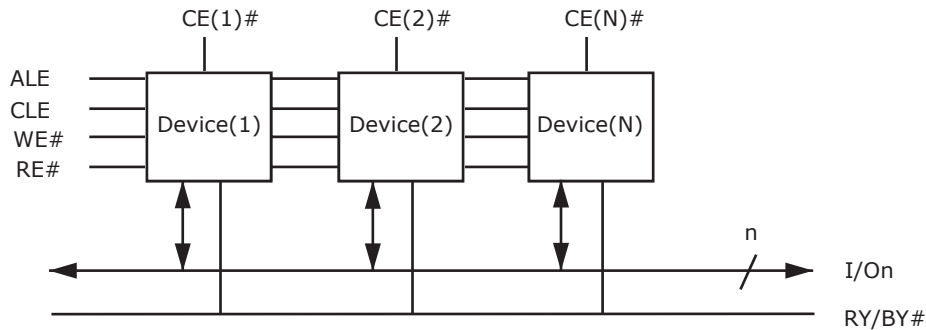 CE(1)# CE(2)# CE(N)#
ALE
CLE
WE#
RE#
Device(1) Device(2) Device(N)
n
I/On
RY/BY#